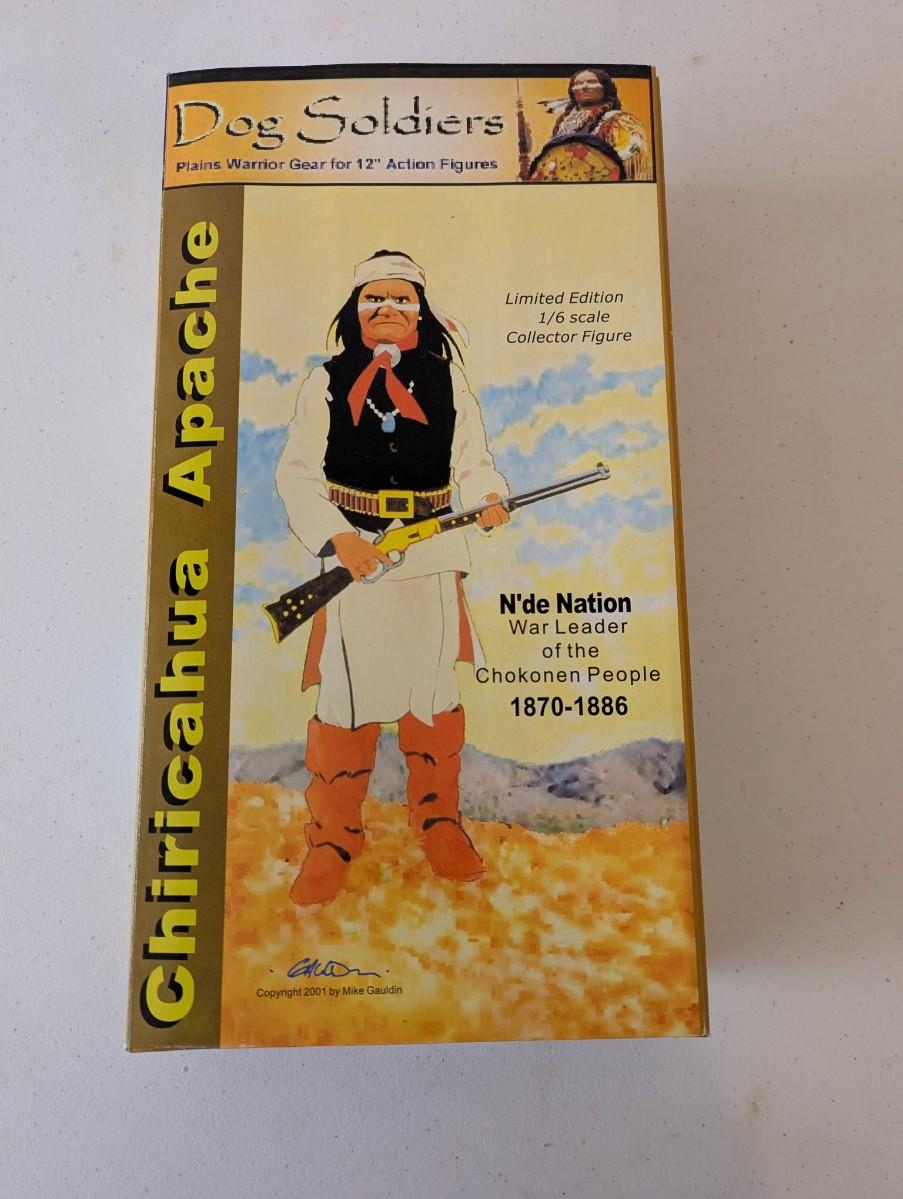 Dog Soldiers
Plains Warrior Gear for 12" Action Figures
Chiricahua Apache
Limited Edition
1/6 scale
Collector Figure
N'de Nation
War Leader
of the
Chokonen People
1870-1886
Copyright 2001 by Mike Gauldin